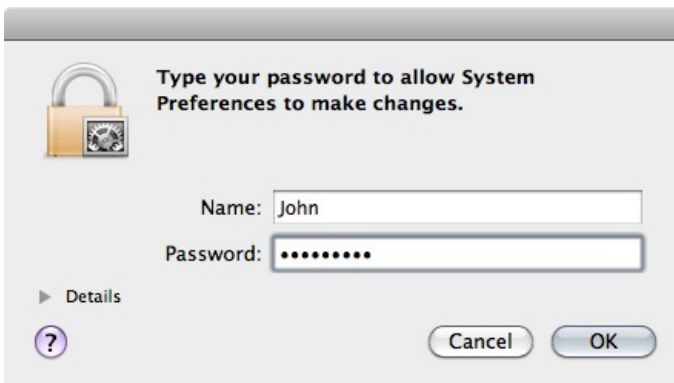 Type your password to allow System
Preferences to make changes.
Name: John
Password: •••••••••
Details
?
Cancel OK